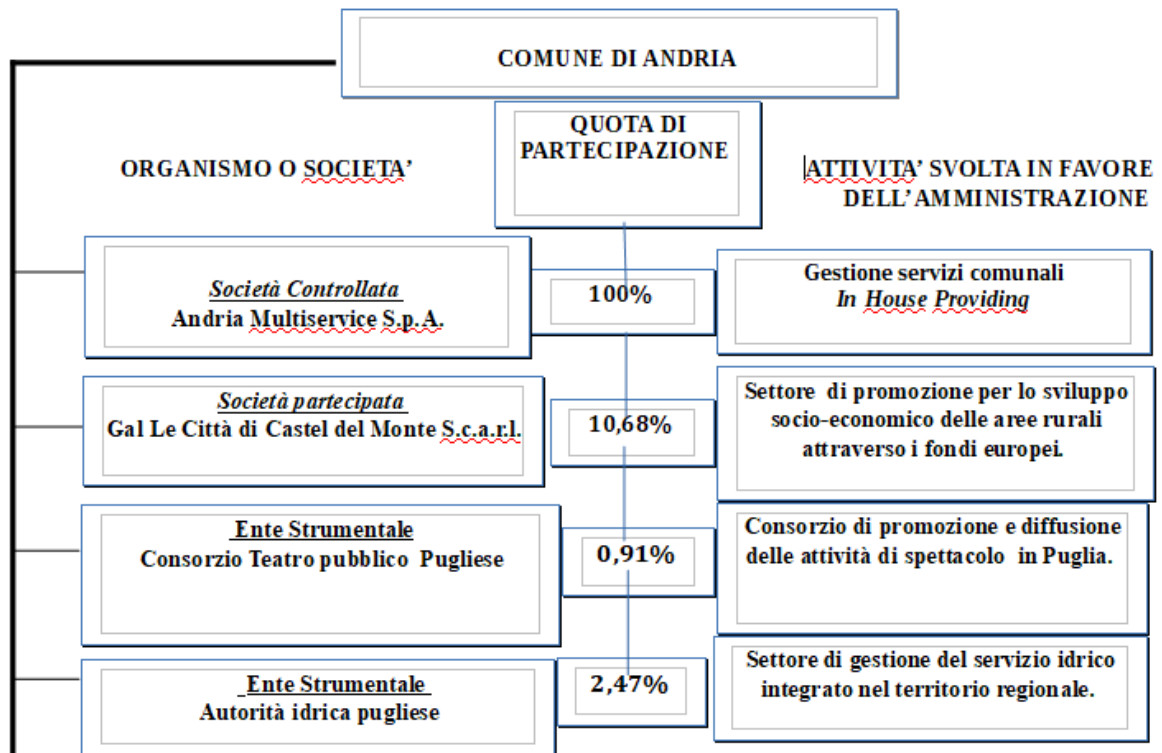 COMUNE DI ANDRIA
QUOTA DI
PARTECIPAZIONE
ORGANISMO O SOCIETA’
ATTIVITA’ SVOLTA IN FAVORE
DELL’AMMINISTRAZIONE
Società Controllata
Andria Multiservice S.p.A.
100%
Gestione servizi comunali
In House Providing
Società partecipata
Gal Le Città di Castel del Monte S.c.a.r.l.
10,68%
Settore di promozione per lo sviluppo
socio-economico delle aree rurali
attraverso i fondi europei.
Ente Strumentale
Consorzio Teatro pubblico Pugliese
0,91%
Consorzio di promozione e diffusione
delle attività di spettacolo in Puglia.
Ente Strumentale
Autorità idrica pugliese
2,47%
Settore di gestione del servizio idrico
integrato nel territorio regionale.